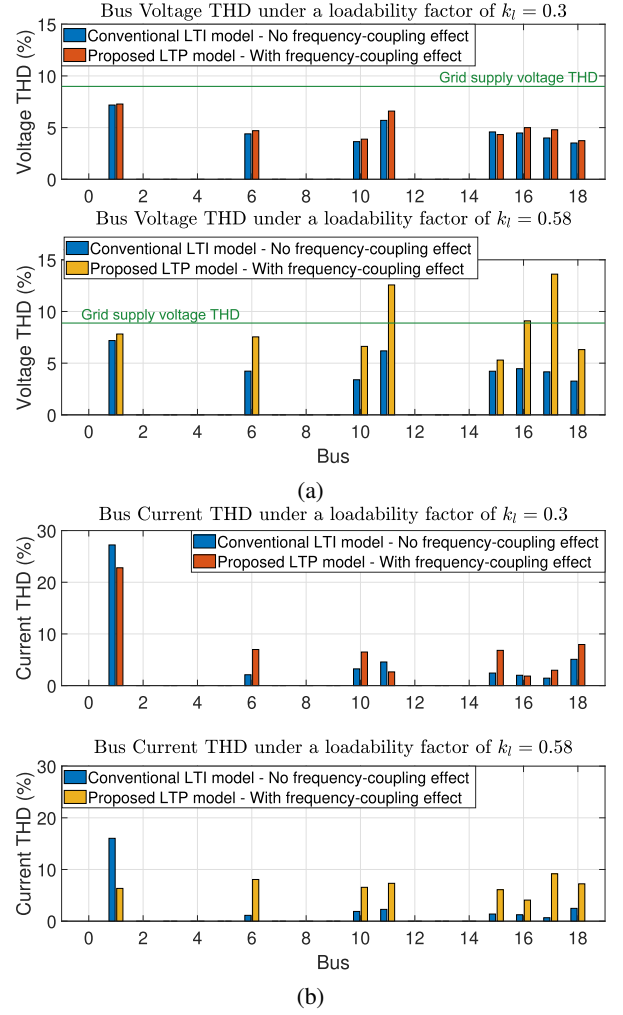 Bus Voltage THD under a loadability factor of k_l = 0.3
Voltage THD (%)
15
10
5
0
Conventional LTI model - No frequency-coupling effect
Proposed LTP model - With frequency-coupling effect
Grid supply voltage THD
0 2 4 6 8 10 12 14 16 18
Bus Voltage THD under a loadability factor of k_l = 0.58
Voltage THD (%)
15
10
5
0
Conventional LTI model - No frequency-coupling effect
Proposed LTP model - With frequency-coupling effect
Grid supply voltage THD
0 2 4 6 8 10 12 14 16 18
Bus
(a)
Bus Current THD under a loadability factor of k_l = 0.3
Current THD (%)
30
20
10
0
Conventional LTI model - No frequency-coupling effect
Proposed LTP model - With frequency-coupling effect
0 2 4 6 8 10 12 14 16 18
Bus Current THD under a loadability factor of k_l = 0.58
Current THD (%)
30
20
10
0
Conventional LTI model - No frequency-coupling effect
Proposed LTP model - With frequency-coupling effect
0 2 4 6 8 10 12 14 16 18
Bus
(b)